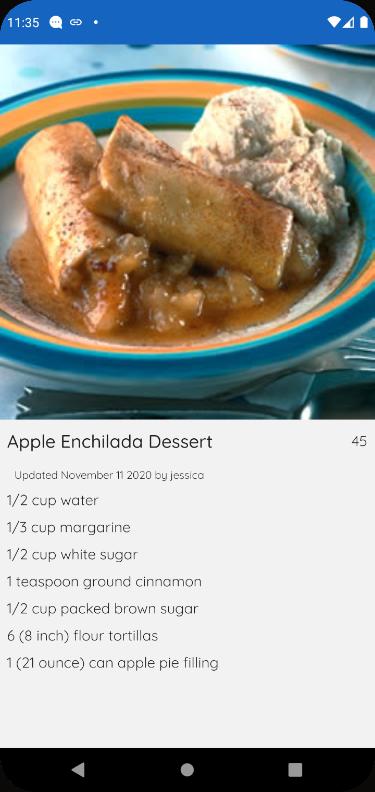 11:35
Apple Enchilada Dessert 45
Updated November 11 2020 by jessica
1/2 cup water
1/3 cup margarine
1/2 cup white sugar
1 teaspoon ground cinnamon
1/2 cup packed brown sugar
6 (8 inch) flour tortillas
1 (21 ounce) can apple pie filling